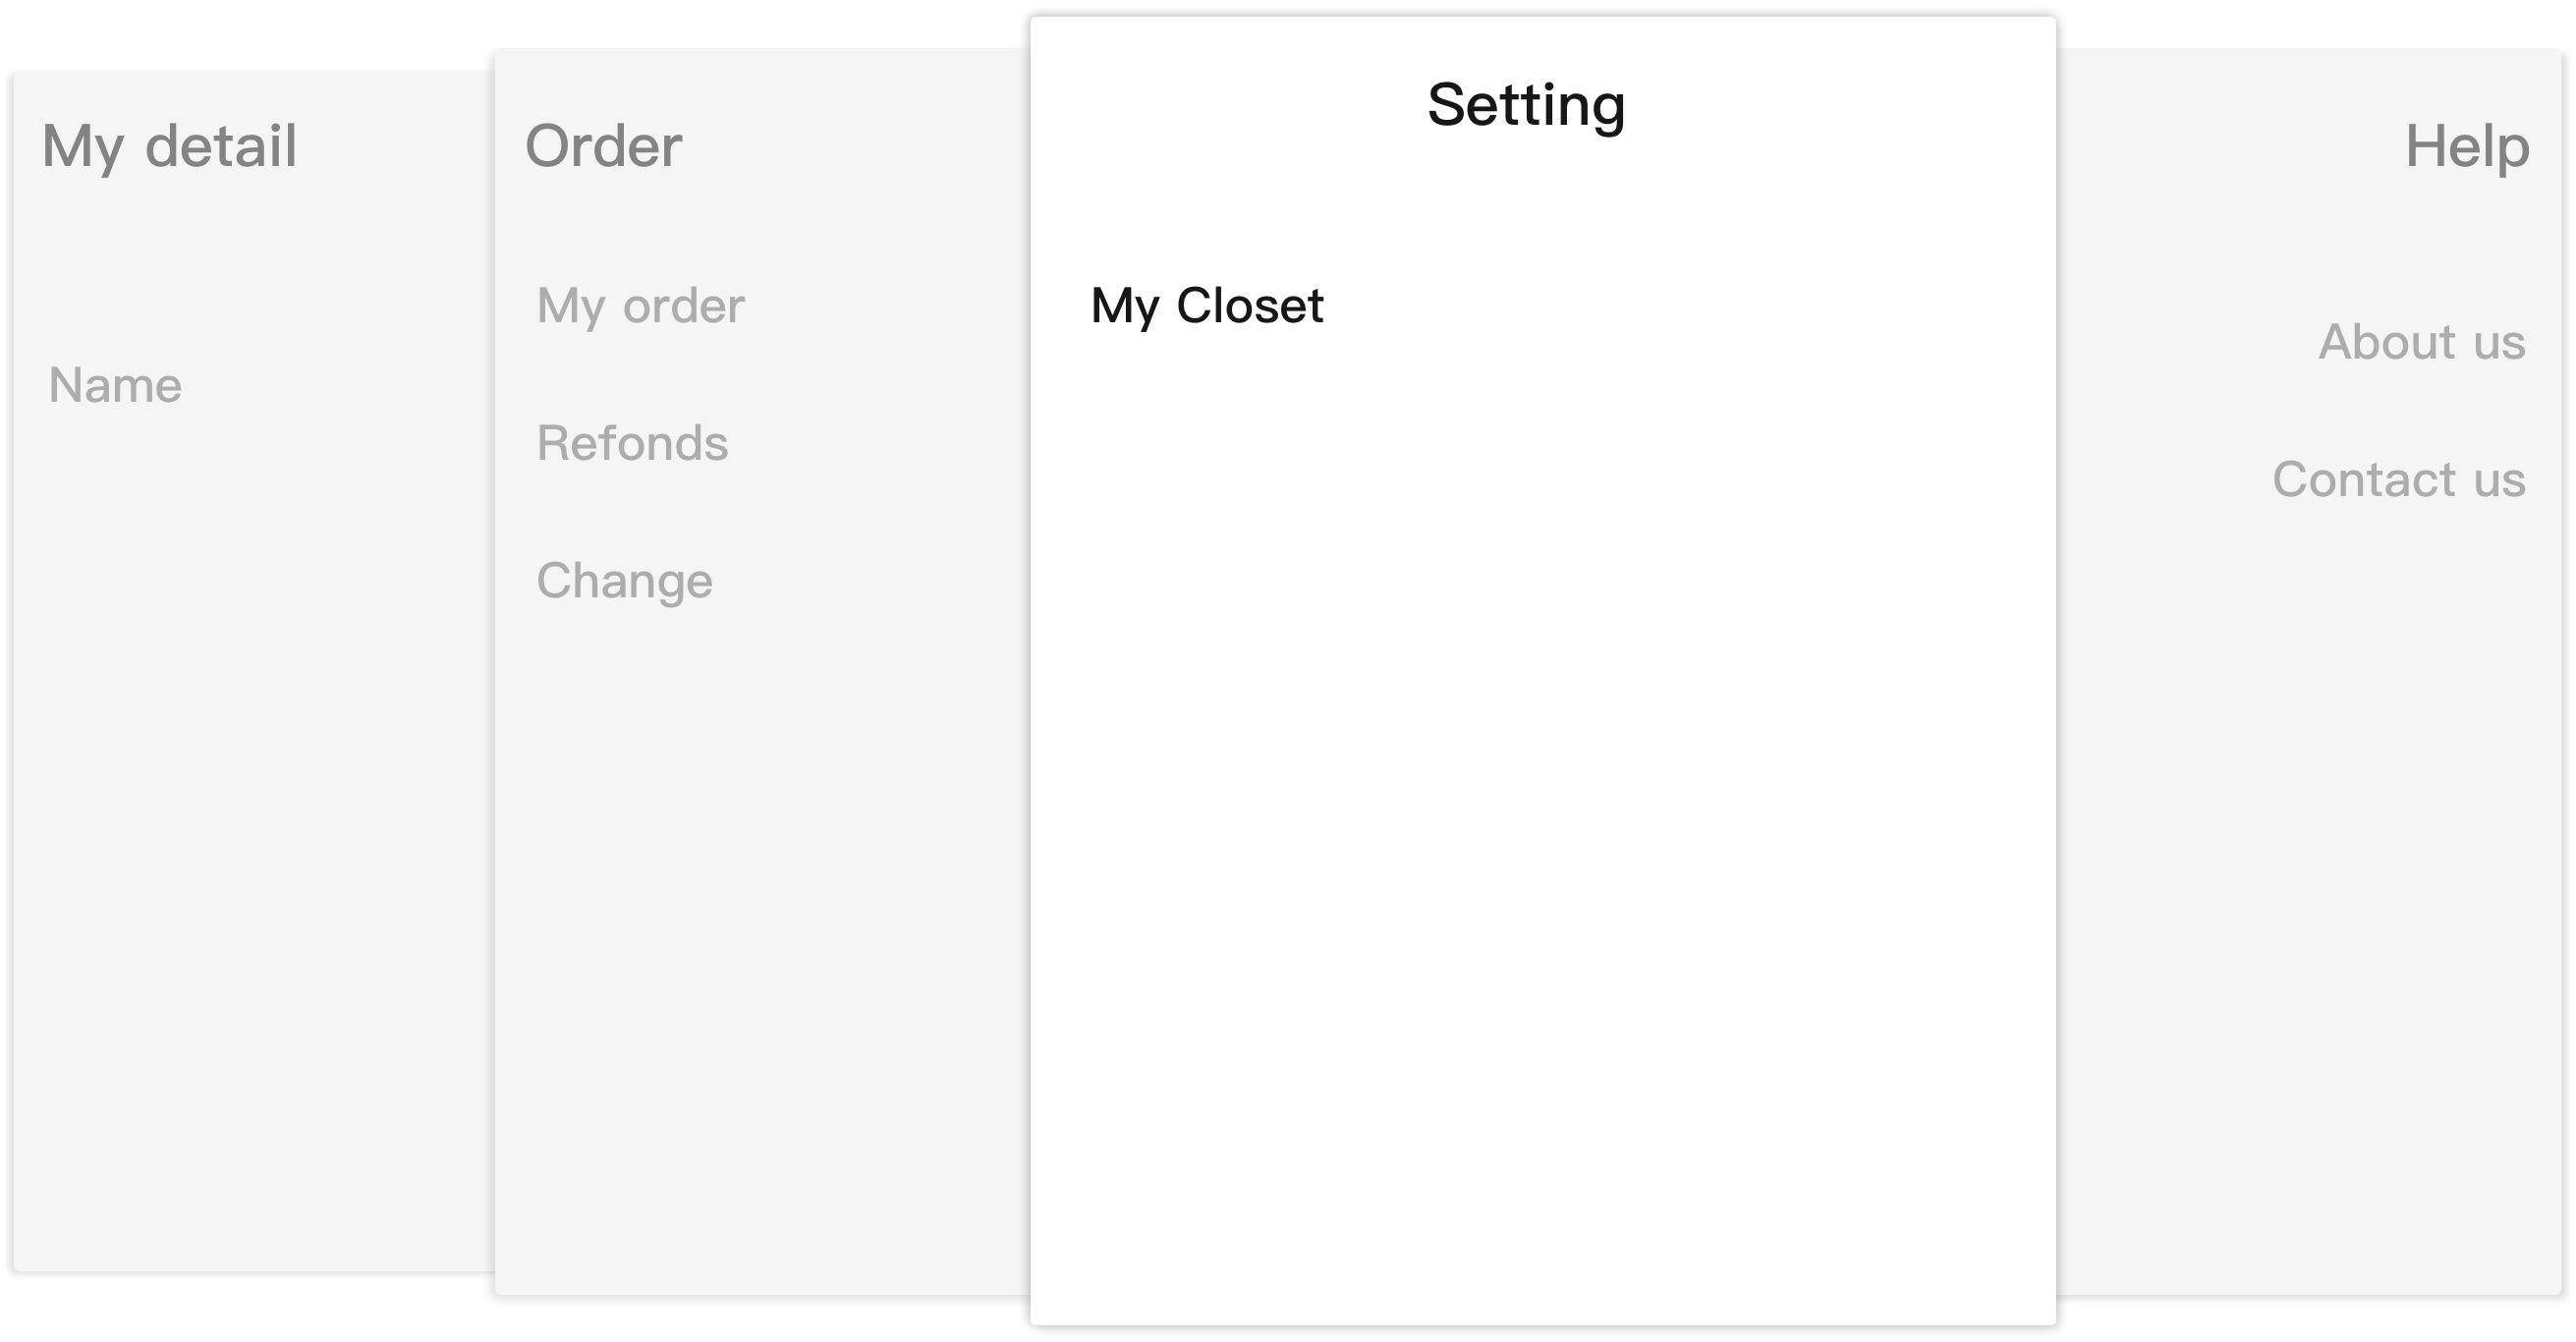 My detail
Name
Order
My order
Refonds
Change
Setting
My Closet
Help
About us
Contact us